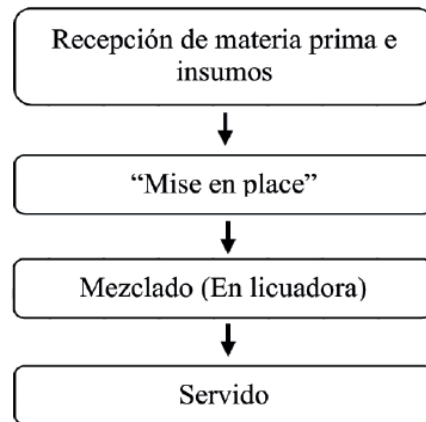 Recepción de materia prima e
insumos
“Mise en place”
Mezclado (En licuadora)
Servido